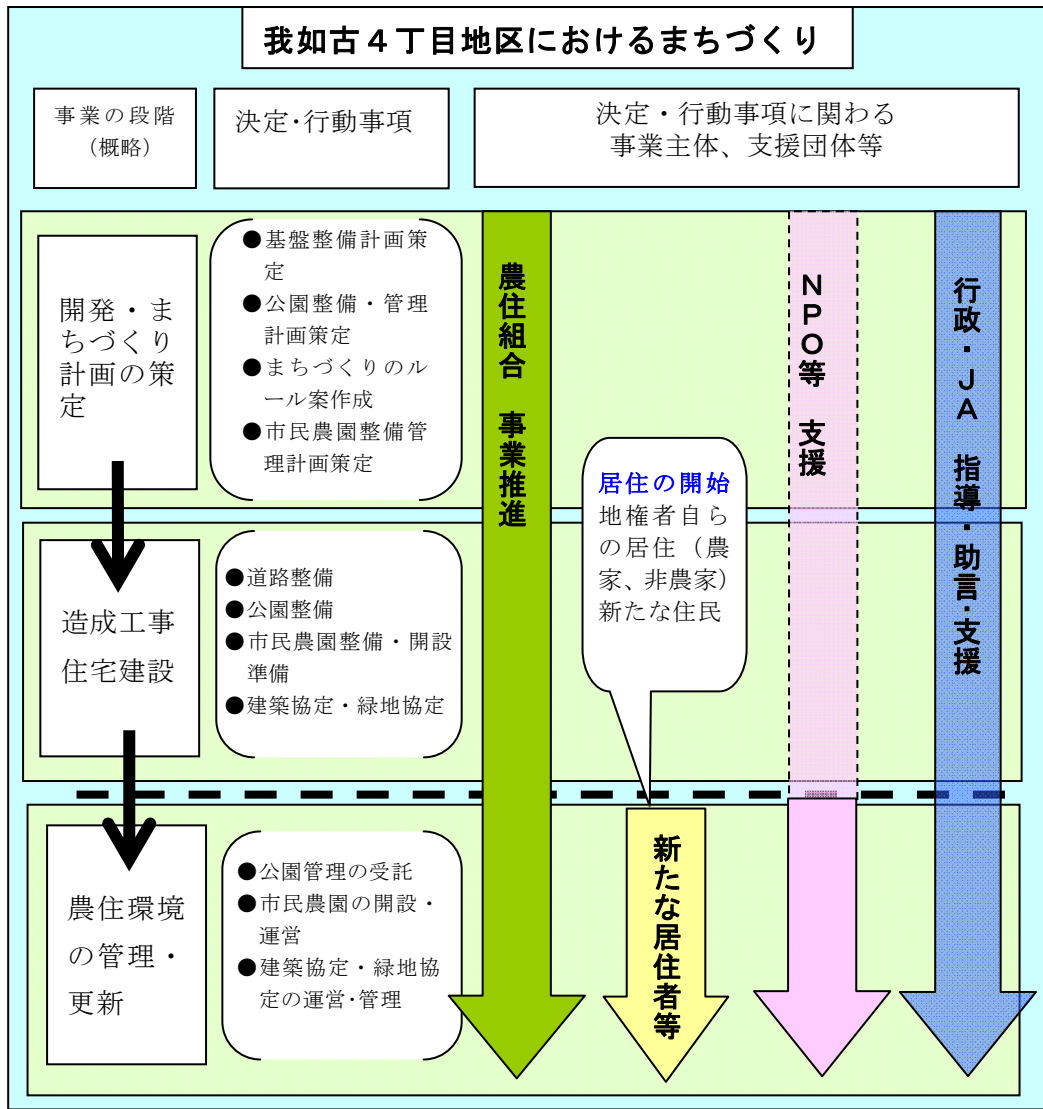 我如古４丁目地区におけるまちづくり
事業の段階
（概略）
決定・行動事項
決定・行動事項に関わる
事業主体、支援団体等
開発・ま
ちづくり
計画の策
定
●基盤整備計画策
定
●公園整備・管理
計画策定
●まちづくりのル
ール案作成
●市民農園整備管
理計画策定
農住組合　事業推進
ＮＰＯ等　支援
行政・ＪＡ　指導・助言・支援
居住の開始
地権者自ら
の居住（農
家、非農家）
新たな住民
造成工事
住宅建設
●道路整備
●公園整備
●市民農園整備・開設
準備
●建築協定・緑地協定
農住環境
の管理・
更新
●公園管理の受託
●市民農園の開設・
運営
●建築協定・緑地協
定の運営・管理
新たな居住者等